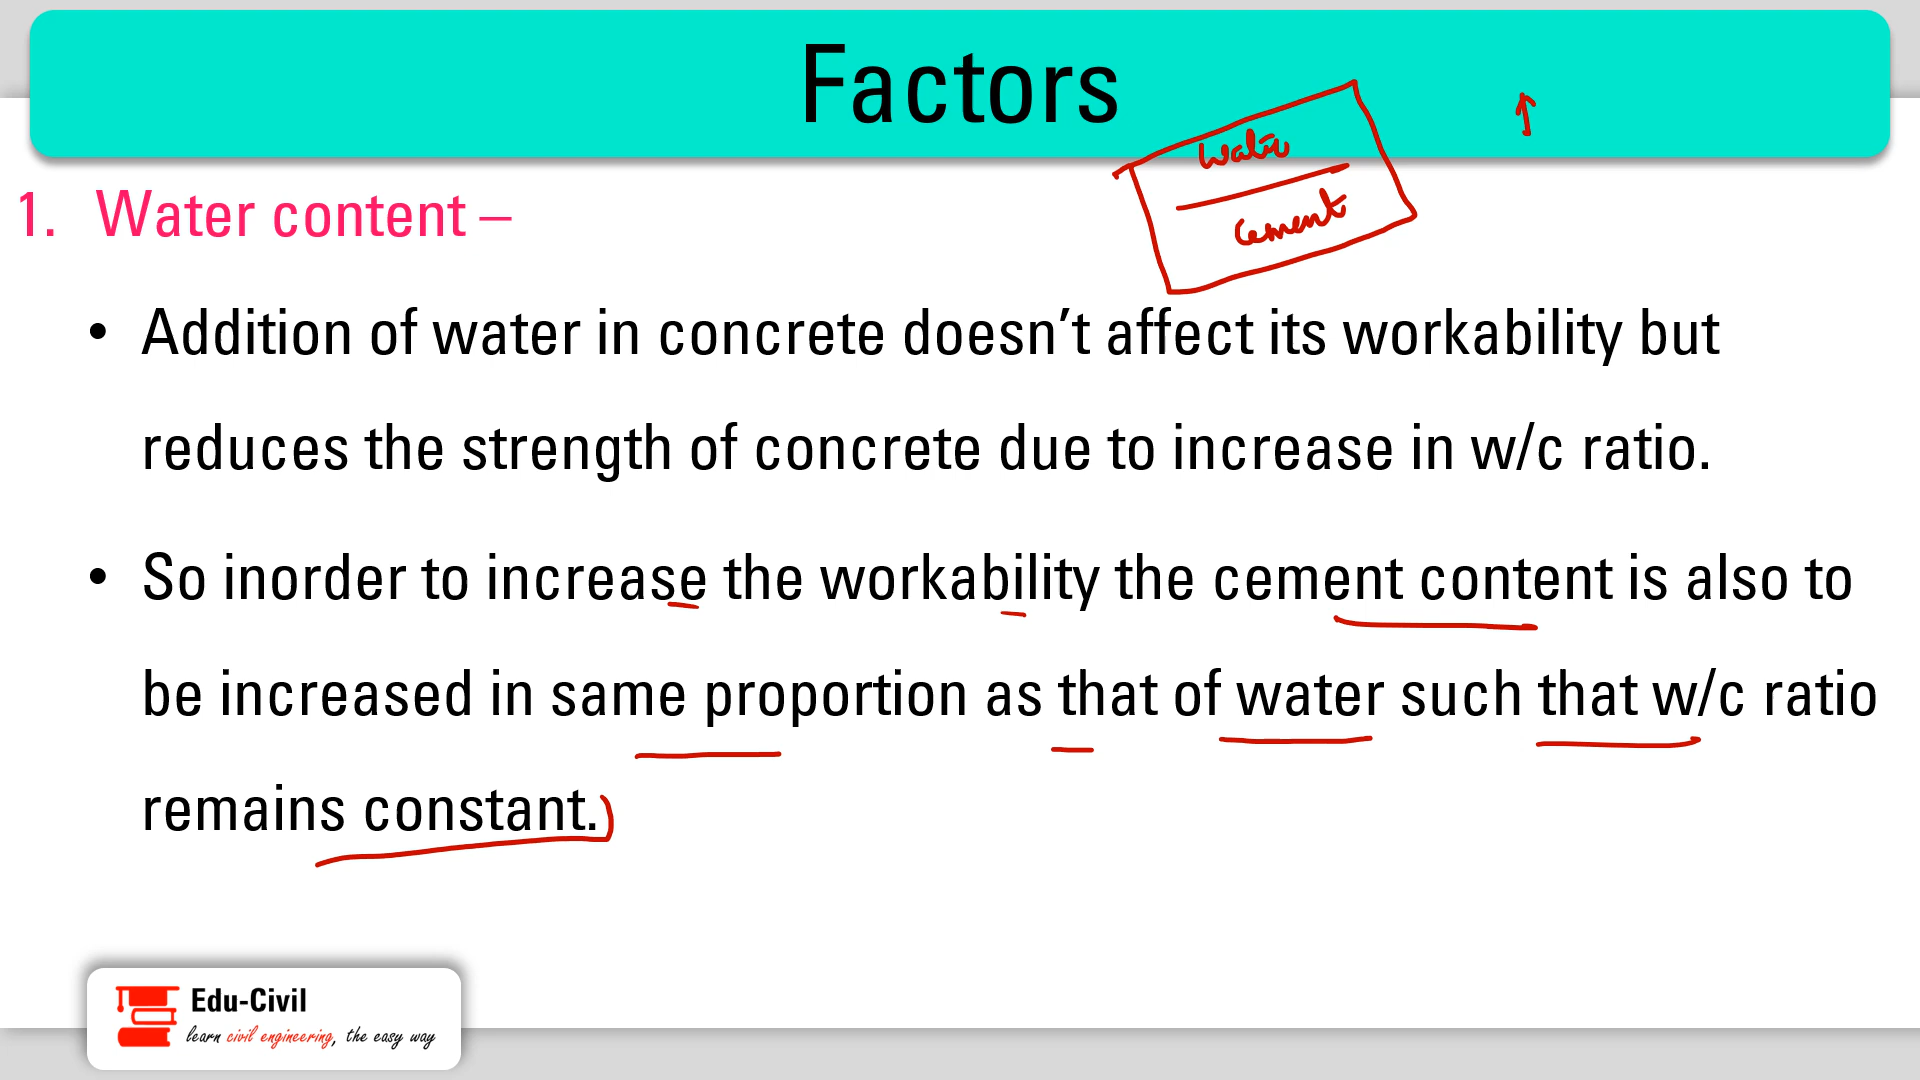 Factors
Water
Cement
1. Water content –
• Addition of water in concrete doesn’t affect its workability but
reduces the strength of concrete due to increase in w/c ratio.
• So inorder to increase the workability the cement content is also to
be increased in same proportion as that of water such that w/c ratio
remains constant.
Edu-Civil
learn civil engineering, the easy way